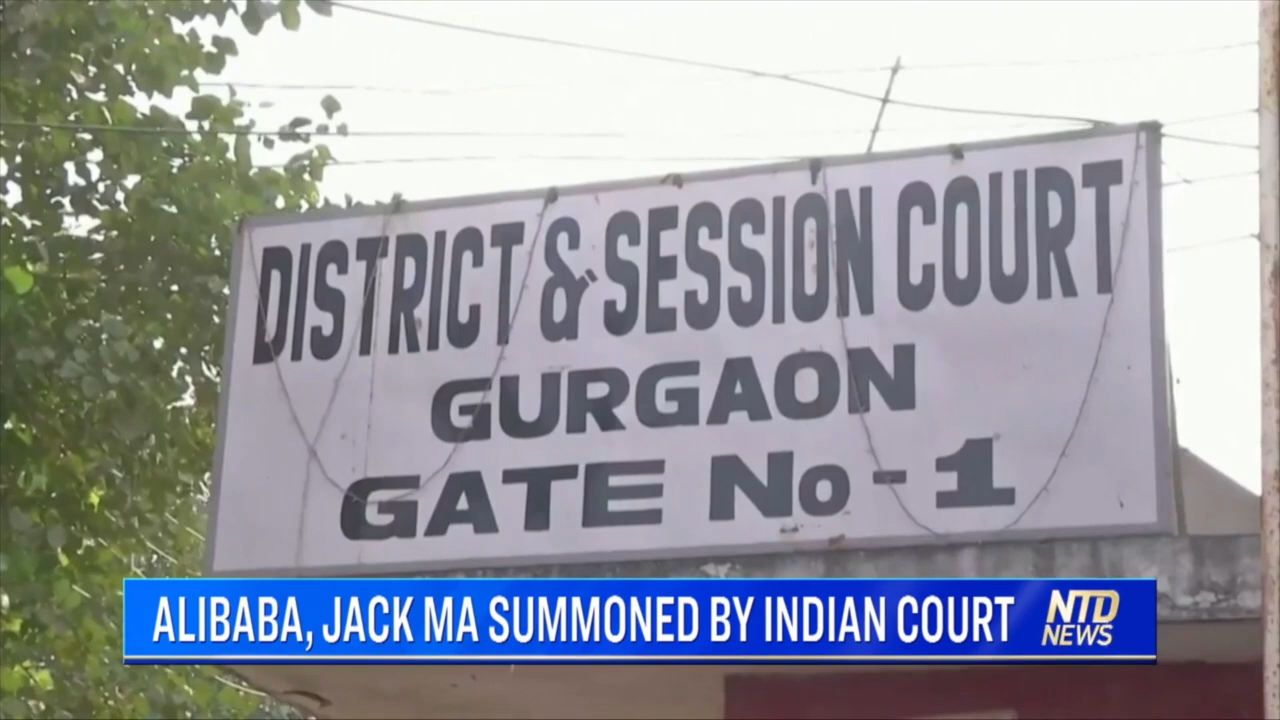 DISTRICT & SESSION COURT
GURGAON
GATE No - 1
ALIBABA, JACK MA SUMMONED BY INDIAN COURT
NTD
NEWS